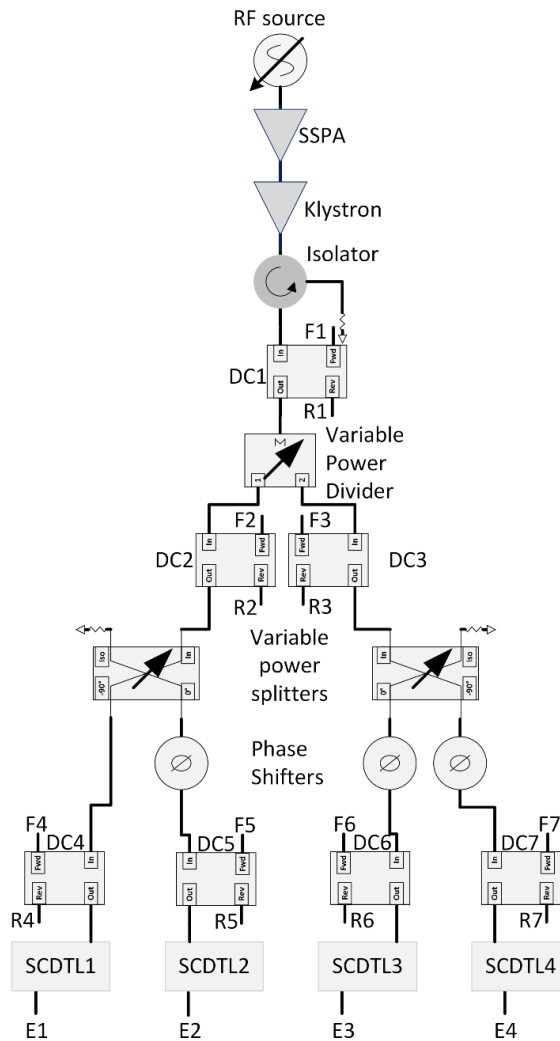 RF source
SSPA
Klystron
Isolator
F1
In
Fwd
DC1
Out
Rev
R1
Σ
Variable
Power
Divider
1
2
F2
F3
In
Fwd
Fwd
In
DC2
DC3
Out
Rev
Rev
Out
R2
R3
Variable
power
splitters
Iso
In
In
Iso
-90°
0°
0°
-90°
Phase
Shifters
F4
DC4
DC5
F5
F6
DC6
DC7
F7
Fwd
In
In
Fwd
Fwd
In
In
Fwd
Rev
Out
Out
Rev
Rev
Out
Out
Rev
R4
R5
R6
R7
SCDTL1
SCDTL2
SCDTL3
SCDTL4
E1
E2
E3
E4